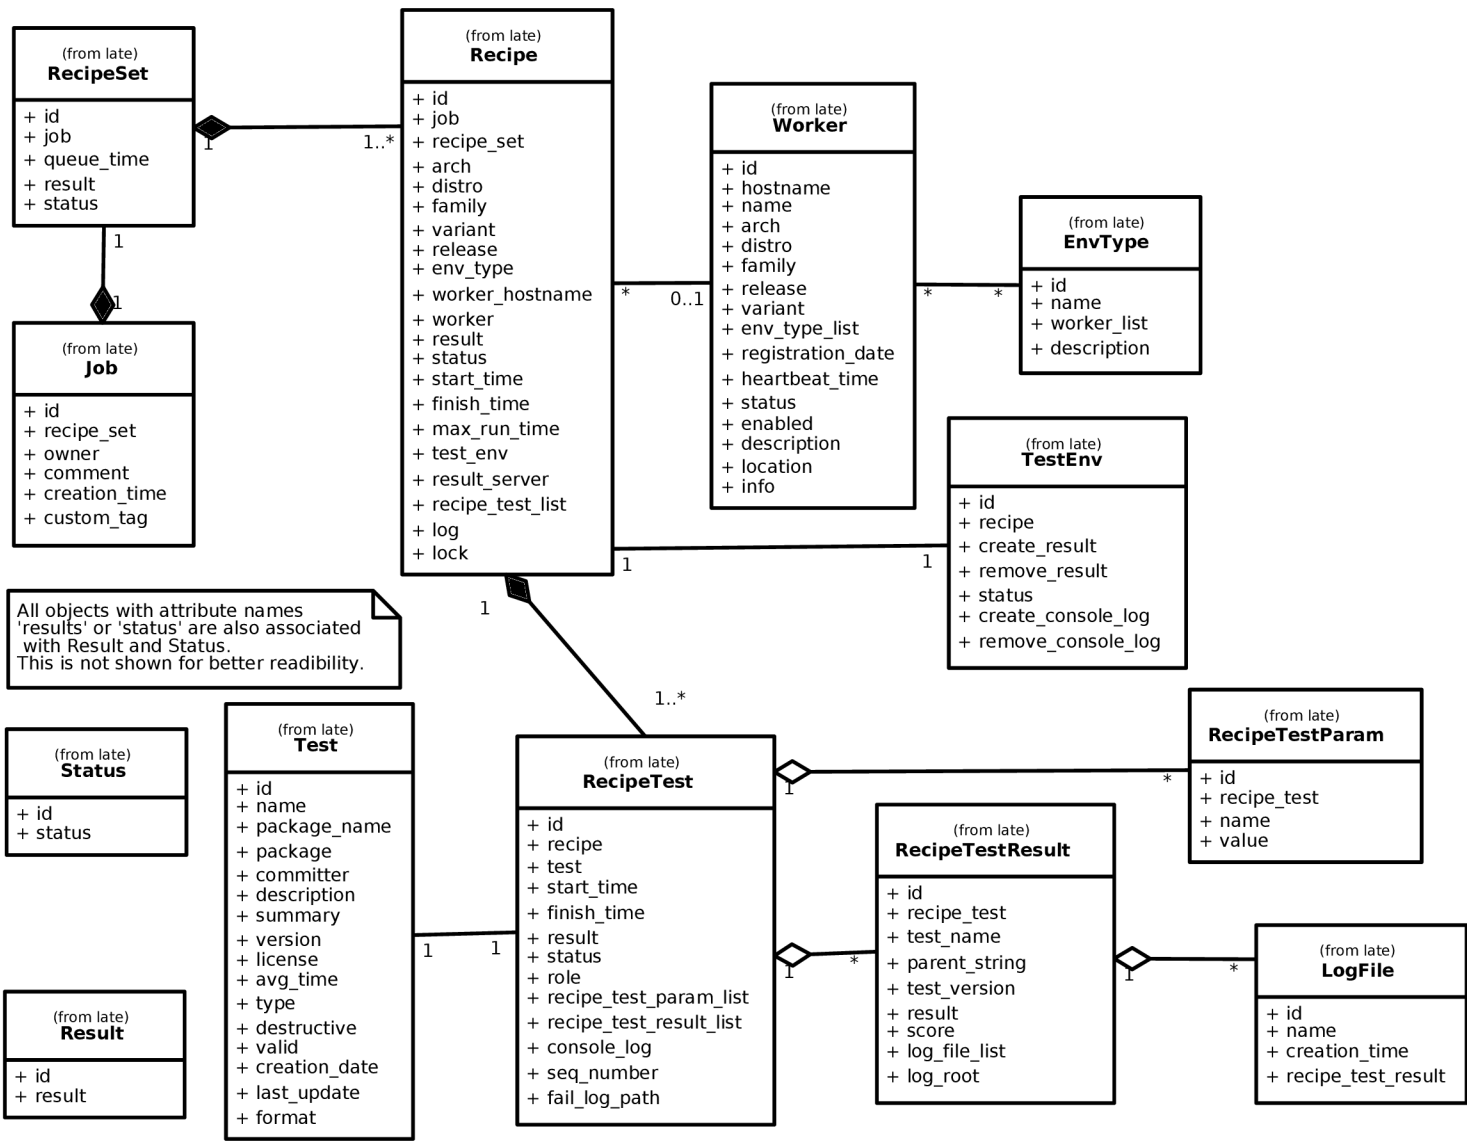 (from late)
RecipeSet
+ id
+ job
+ queue_time
+ result
+ status
1
1..*
1
1
(from late)
Job
+ id
+ recipe_set
+ owner
+ comment
+ creation_time
+ custom_tag
(from late)
Recipe
+ id
+ job
+ recipe_set
+ arch
+ distro
+ family
+ variant
+ release
+ env_type
+ worker_hostname
+ worker
+ result
+ status
+ start_time
+ finish_time
+ max_run_time
+ test_env
+ result_server
+ recipe_test_list
+ log
+ lock
*
0..1
(from late)
Worker
+ id
+ hostname
+ name
+ arch
+ distro
+ family
+ release
+ variant
+ env_type_list
+ registration_date
+ heartbeat_time
+ status
+ enabled
+ description
+ location
+ info
*
*
(from late)
EnvType
+ id
+ name
+ worker_list
+ description
1
1
(from late)
TestEnv
+ id
+ recipe
+ create_result
+ remove_result
+ status
+ create_console_log
+ remove_console_log
1
1..*
All objects with attribute names
'results' or 'status' are also associated
with Result and Status.
This is not shown for better readibility.
(from late)
Status
+ id
+ status
(from late)
Result
+ id
+ result
(from late)
Test
+ id
+ name
+ package_name
+ package
+ committer
+ description
+ summary
+ version
+ license
+ avg_time
+ type
+ destructive
+ valid
+ creation_date
+ last_update
+ format
1
1
(from late)
RecipeTest
+ id
+ recipe
+ test
+ start_time
+ finish_time
+ result
+ status
+ role
+ recipe_test_param_list
+ recipe_test_result_list
+ console_log
+ seq_number
+ fail_log_path
1
*
(from late)
RecipeTestParam
+ id
+ recipe_test
+ name
+ value
1
*
(from late)
RecipeTestResult
+ id
+ recipe_test
+ test_name
+ parent_string
+ test_version
+ result
+ score
+ log_file_list
+ log_root
1
*
(from late)
LogFile
+ id
+ name
+ creation_time
+ recipe_test_result